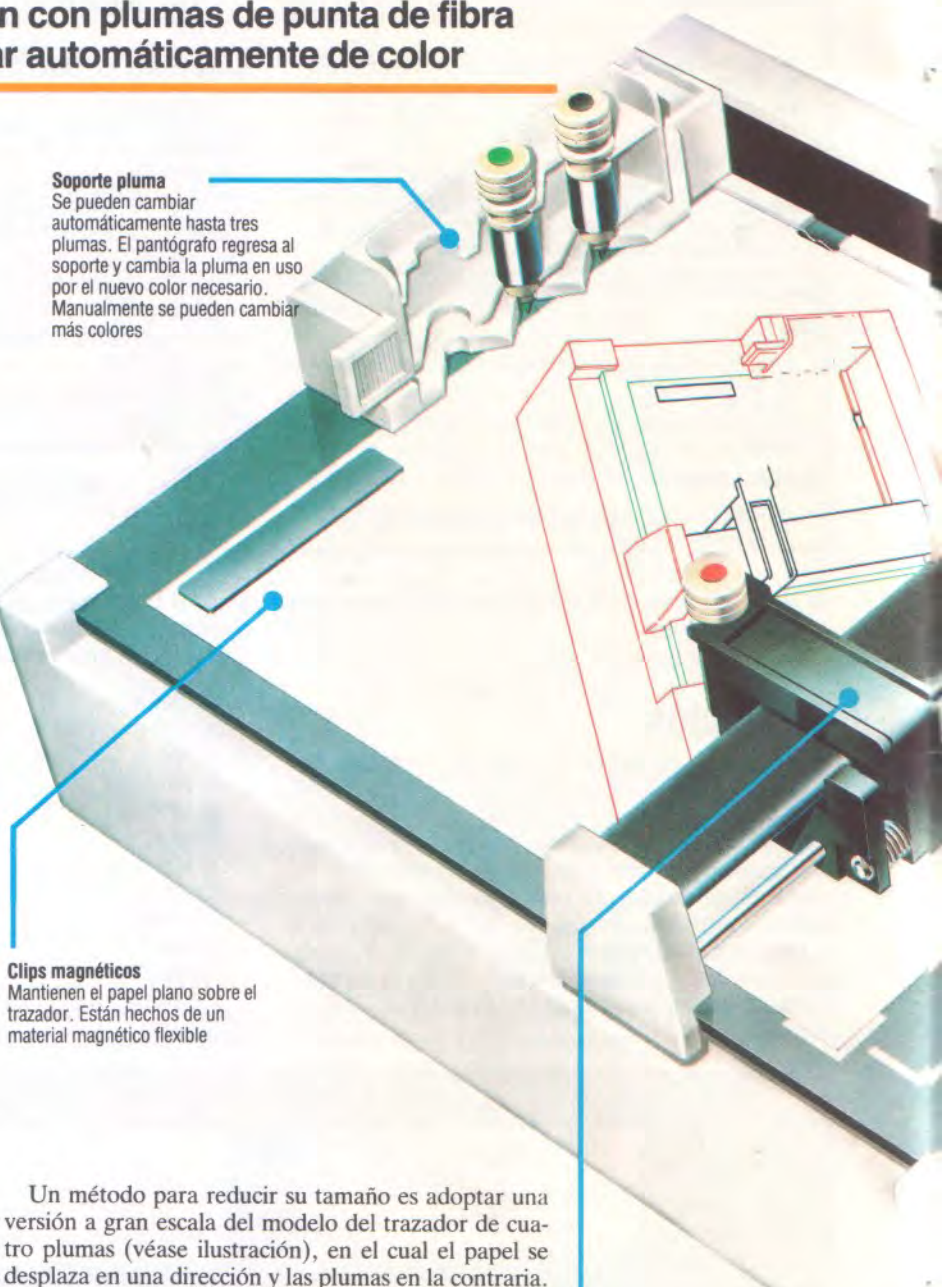 n con plumas de punta de fibra
ar automáticamente de color
Soporte pluma
Se pueden cambiar
automáticamente hasta tres
plumas. El pantógrafo regresa al
soporte y cambia la pluma en uso
por el nuevo color necesario.
Manualmente se pueden cambiar
más colores
Clips magnéticos
Mantienen el papel plano sobre el
trazador. Están hechos de un
material magnético flexible
Un método para reducir su tamaño es adoptar una
versión a gran escala del modelo del trazador de cua-
tro plumas (véase ilustración), en el cual el papel se
desplaza en una dirección y las plumas en la contraria.